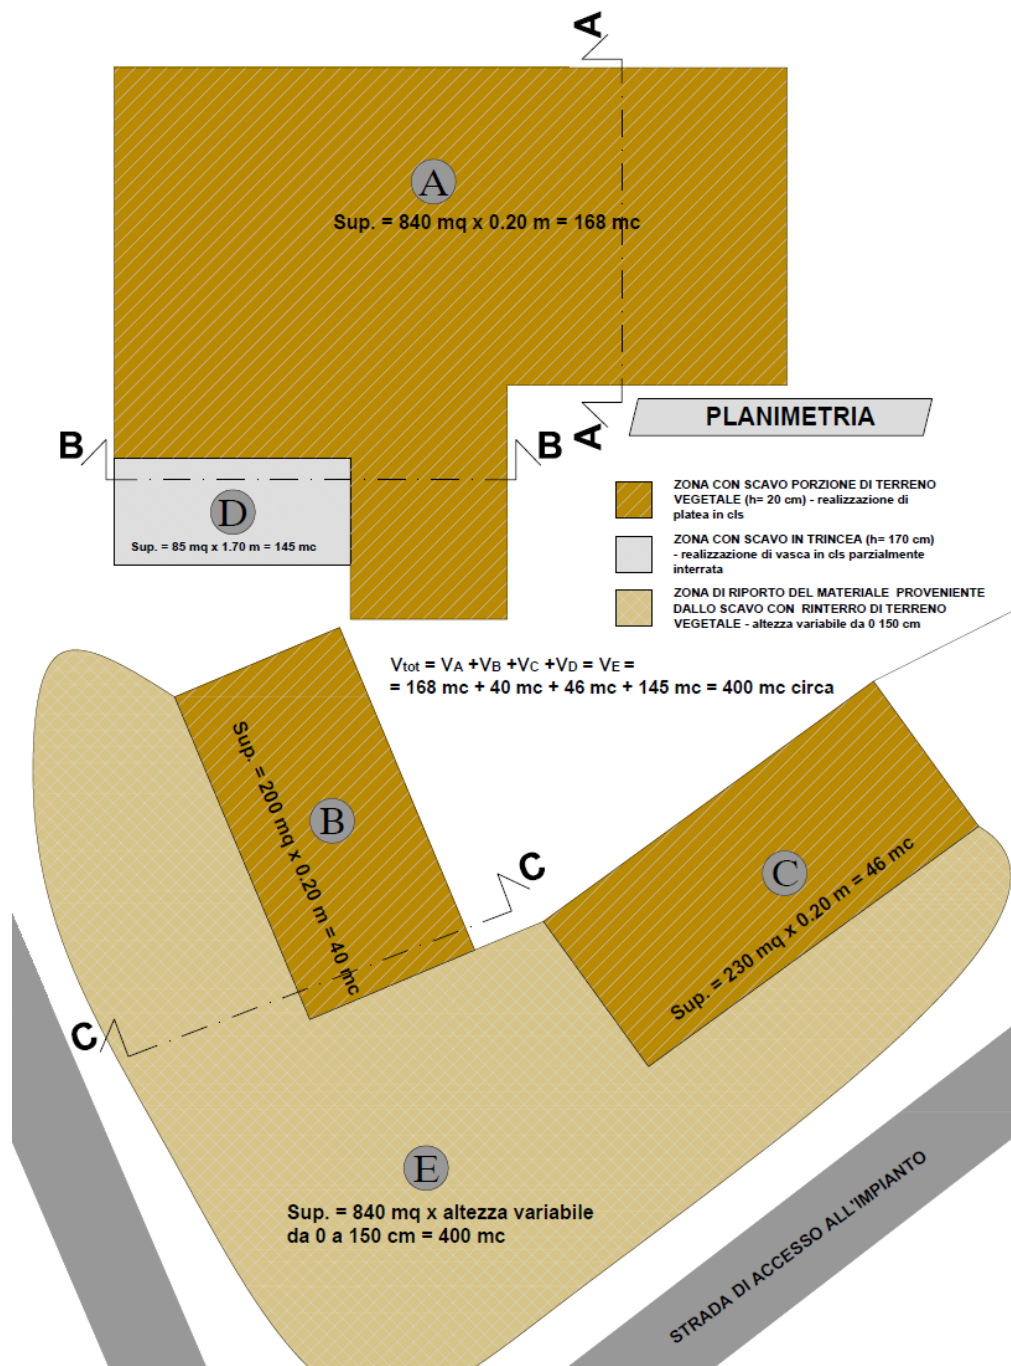 A
A
Sup. = 840 mq x 0.20 m = 168 mc
A
PLANIMETRIA
B
B
D
Sup. = 85 mq x 1.70 m = 145 mc
ZONA CON SCAVO PORZIONE DI TERRENO
VEGETALE (h= 20 cm) - realizzazione di
platea in cls
ZONA CON SCAVO IN TRINCEA (h= 170 cm)
- realizzazione di vasca in cls parzialmente
interrata
ZONA DI RIPORTO DEL MATERIALE PROVENIENTE
DALLO SCAVO CON RINTERRO DI TERRENO
VEGETALE - altezza variabile da 0 150 cm
Vtot = VA +VB +VC +VD = VE =
= 168 mc + 40 mc + 46 mc + 145 mc = 400 mc circa
B
Sup. = 200 mq x 0.20 m = 40 mc
C
C
Sup. = 230 mq x 0.20 m = 46 mc
C
E
Sup. = 840 mq x altezza variabile
da 0 a 150 cm = 400 mc
STRADA DI ACCESSO ALL'IMPIANTO